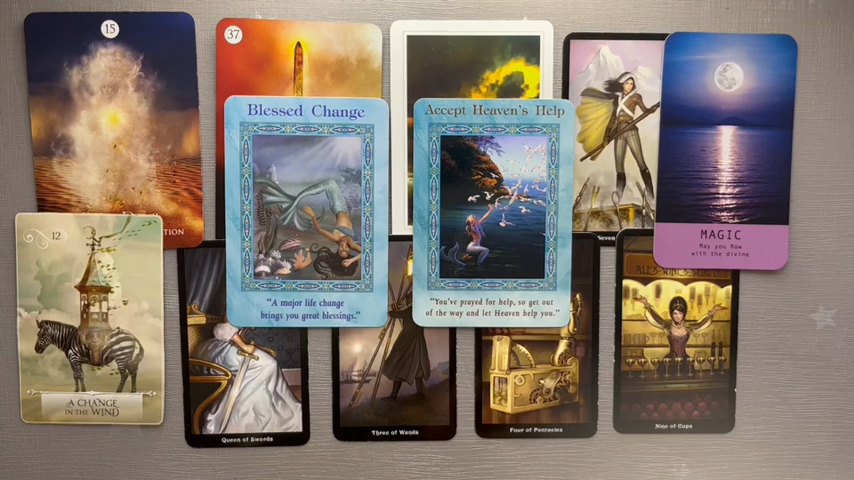 15
37
Blessed Change
"A major life change
brings you great blessings."
Accept Heaven's Help
"You've prayed for help, so get out
of the way and let Heaven help you."
MAGIC
May you flow
with the divine
12
A CHANGE
IN THE WIND
Queen of Swords
Three of Wands
Four of Pentacles
Nine of Cups